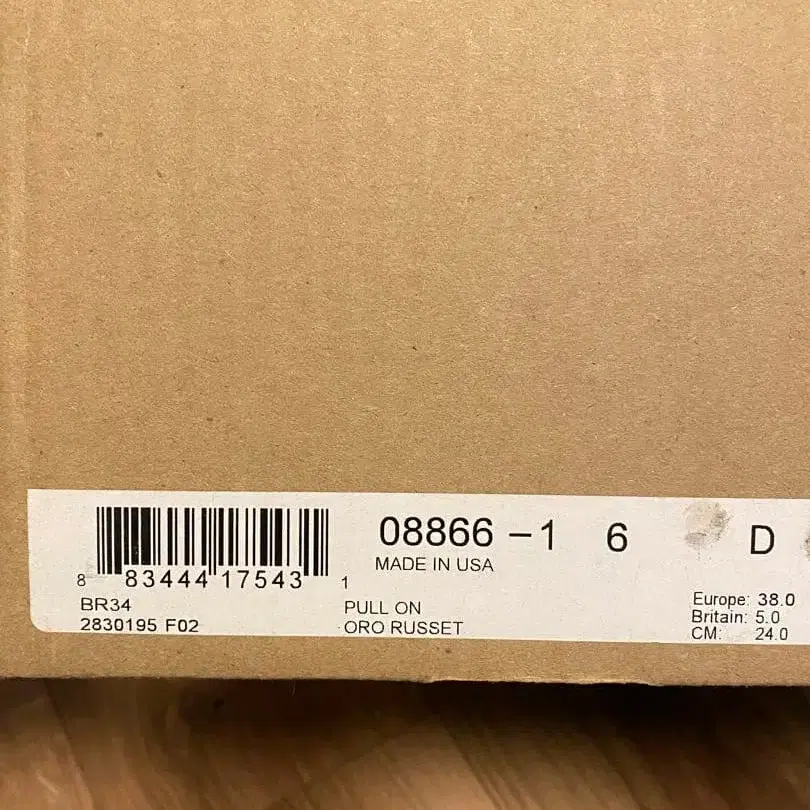 08866-1 6 D
MADE IN USA
8 83444 17543 1
BR34
2830195 F02
PULL ON
ORO RUSSET
Europe: 38.0
Britain: 5.0
CM: 24.0